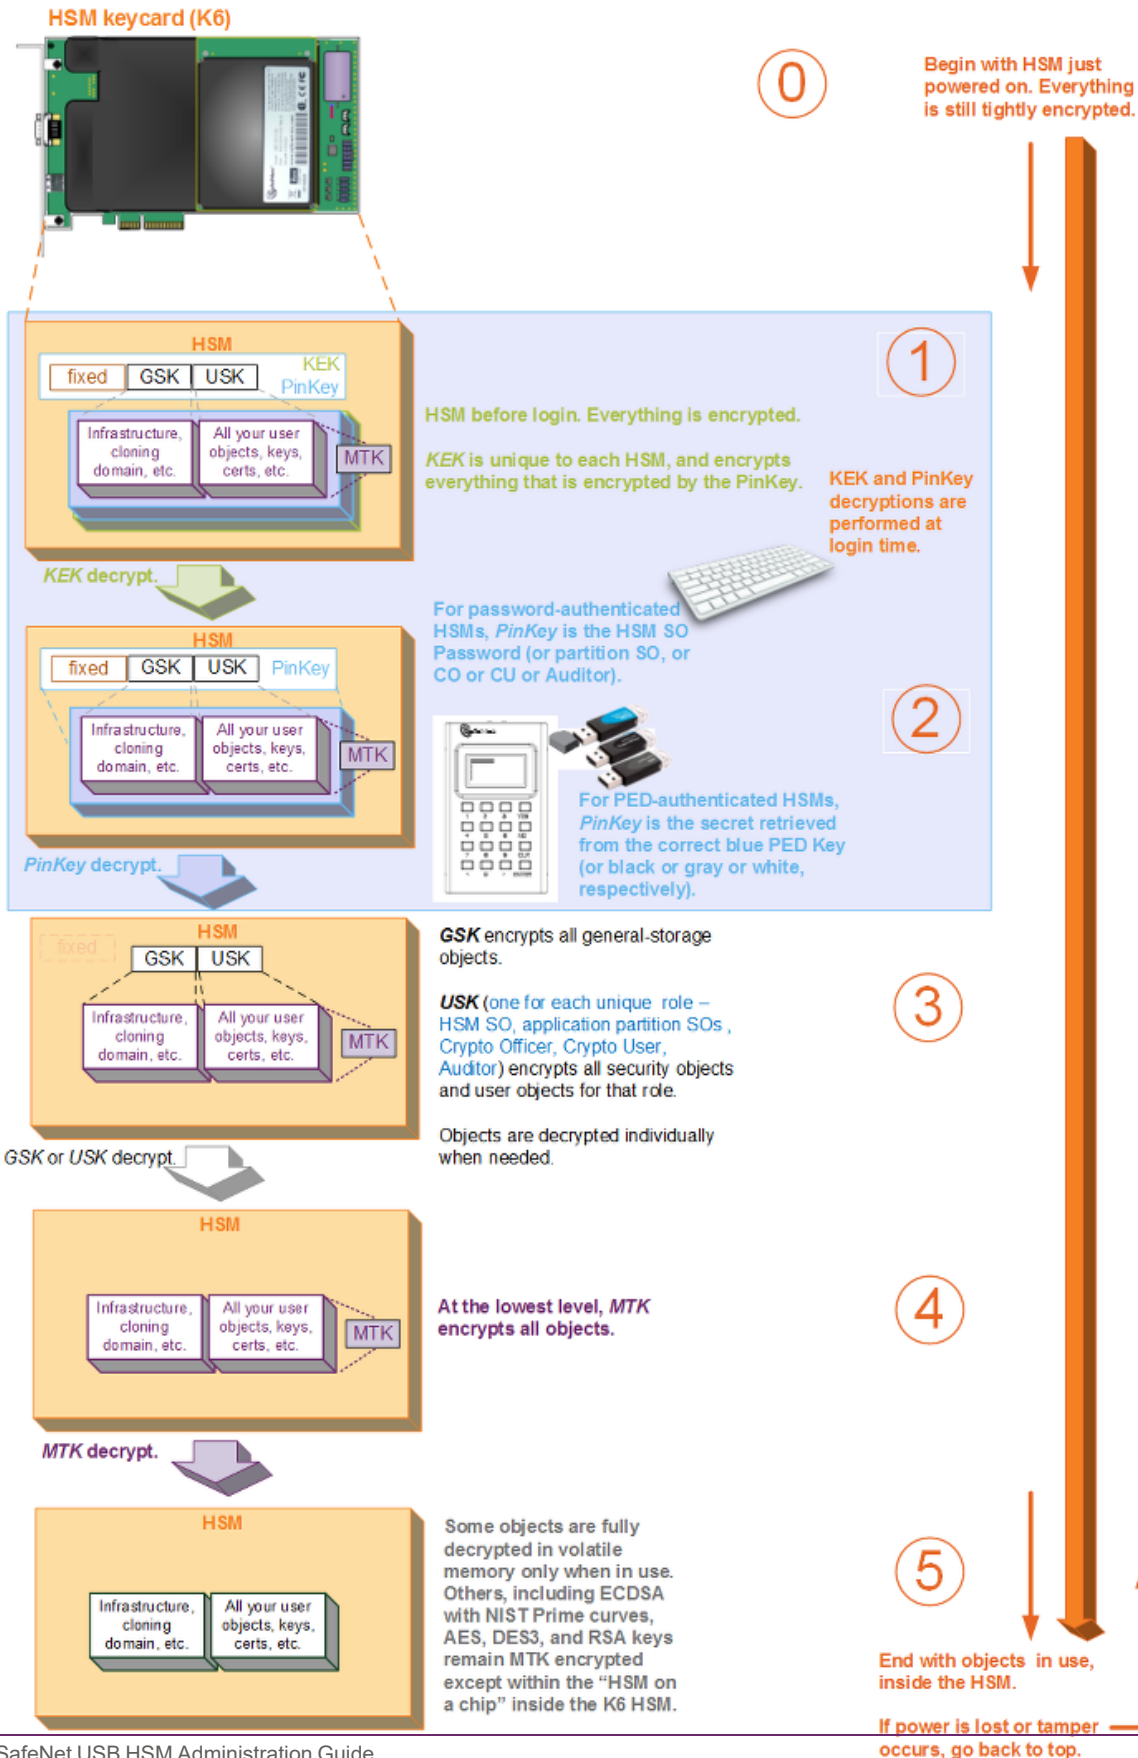 HSM keycard (K6)
0
Begin with HSM just
powered on. Everything
is still tightly encrypted.
HSM
KEK
fixed
GSK
USK
PinKey
Infrastructure,
cloning
domain, etc.
All your user
objects, keys,
certs, etc.
MTK
1
HSM before login. Everything is encrypted.
KEK is unique to each HSM, and encrypts
everything that is encrypted by the PinKey.
KEK and PinKey
decryptions are
performed at
login time.
KEK decrypt.
HSM
fixed
GSK
USK
PinKey
Infrastructure,
cloning
domain, etc.
All your user
objects, keys,
certs, etc.
MTK
For password-authenticated
HSMs, PinKey is the HSM SO
Password (or partition SO, or
CO or CU or Auditor).
2
For PED-authenticated HSMs,
PinKey is the secret retrieved
from the correct blue PED Key
(or black or gray or white,
respectively).
PinKey decrypt.
HSM
fixed
GSK
USK
Infrastructure,
cloning
domain, etc.
All your user
objects, keys,
certs, etc.
MTK
GSK encrypts all general-storage
objects.
USK (one for each unique role –
HSM SO, application partition SOs ,
Crypto Officer, Crypto User,
Auditor) encrypts all security objects
and user objects for that role.
Objects are decrypted individually
when needed.
3
GSK or USK decrypt.
HSM
Infrastructure,
cloning
domain, etc.
All your user
objects, keys,
certs, etc.
MTK
At the lowest level, MTK
encrypts all objects.
4
MTK decrypt.
HSM
Infrastructure,
cloning
domain, etc.
All your user
objects, keys,
certs, etc.
Some objects are fully
decrypted in volatile
memory only when in use.
Others, including ECDSA
with NIST Prime curves,
AES, DES3, and RSA keys
remain MTK encrypted
except within the “HSM on
a chip” inside the K6 HSM.
5
End with objects in use,
inside the HSM.
If power is lost or tamper
occurs, go back to top.
SafeNet USB HSM Administration Guide